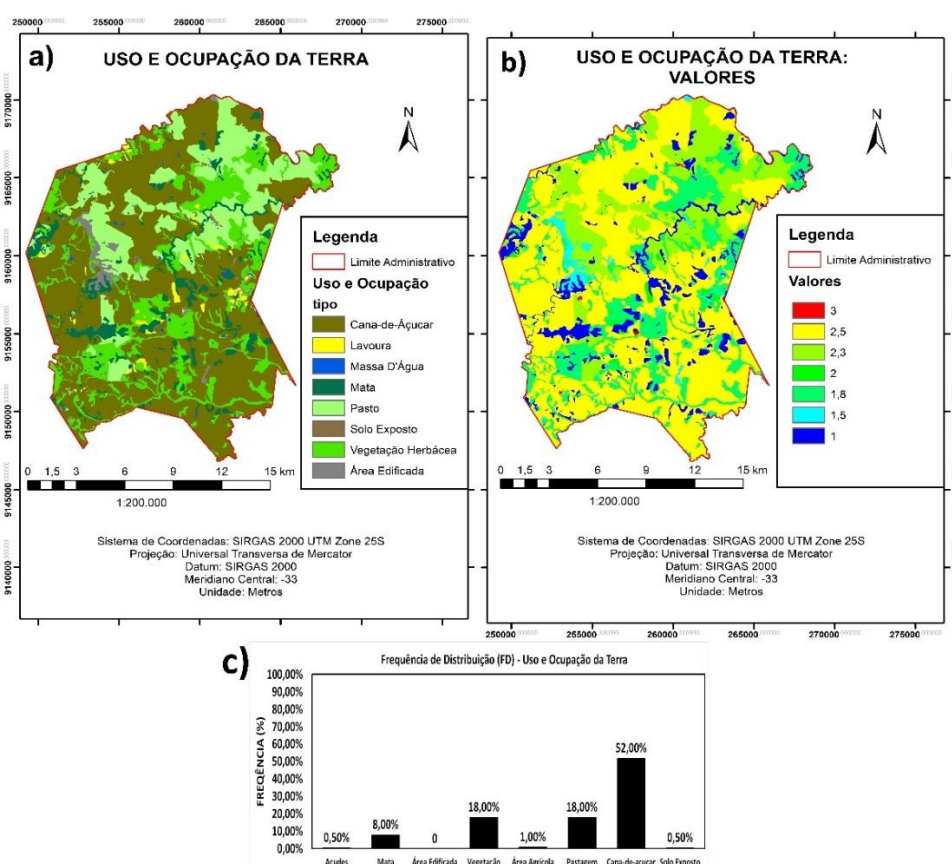 250000 255000 260000 265000 270000 275000
a)
USO E OCUPAÇÃO DA TERRA
N
9170000
9165000
9160000
9155000
9150000
9145000
9140000
Legenda
Limite Administrativo
Uso e Ocupação
tipo
Cana-de-Áçucar
Lavoura
Massa D'Água
Mata
Pasto
Solo Exposto
Vegetação Herbácea
Área Edificada
0 1,5 3 6 9 12 15 km
1:200.000
Sistema de Coordenadas: SIRGAS 2000 UTM Zone 25S
Projeção: Universal Transversa de Mercator
Datum: SIRGAS 2000
Meridiano Central: -33
Unidade: Metros
b)
USO E OCUPAÇÃO DA TERRA:
VALORES
N
Legenda
Limite Administrativo
Valores
3
2,5
2,3
2
1,8
1,5
1
0 1,5 3 6 9 12 15 km
1:200.000
Sistema de Coordenadas: SIRGAS 2000 UTM Zone 25S
Projeção: Universal Transversa de Mercator
Datum: SIRGAS 2000
Meridiano Central: -33
Unidade: Metros
250000 255000 260000 265000 270000 275000
c)
Frequência de Distribuição (FD) - Uso e Ocupação da Terra
FREQÊNCIA (%)
100,00%
90,00%
80,00%
70,00%
60,00%
50,00%
40,00%
30,00%
20,00%
10,00%
0,00%
0,50% 8,00% 0 18,00% 1,00% 18,00% 52,00% 0,50%
Açudes Mata Área Edificada Vegetação Área Agrícola Pastagem Cana-de-açucar Solo Exposto